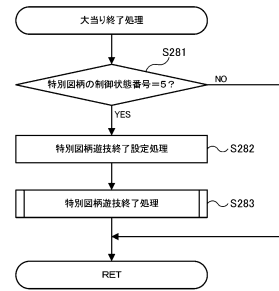 大当り終了処理
S281
特別図柄の制御状態番号=5?
NO
YES
特別図柄遊技終了設定処理
S282
特別図柄遊技終了処理
S283
RET